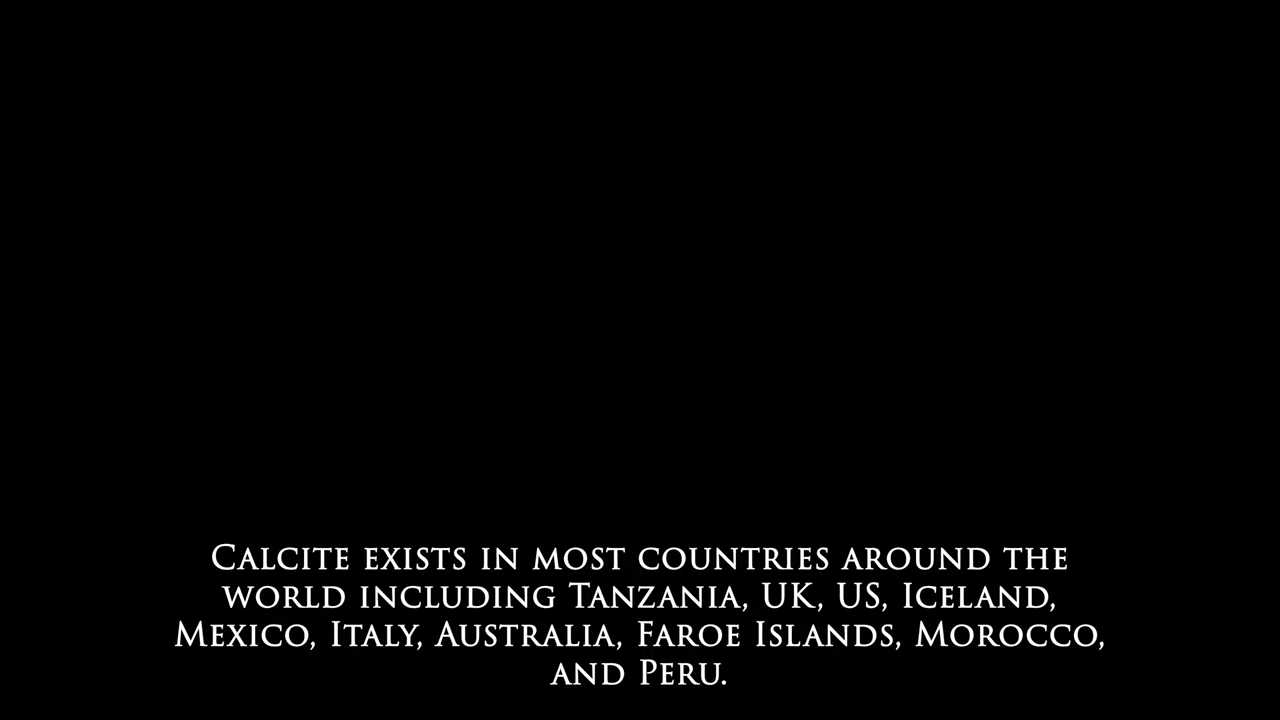 Calcite exists in most countries around the
world including Tanzania, UK, US, Iceland,
Mexico, Italy, Australia, Faroe Islands, Morocco,
and Peru.